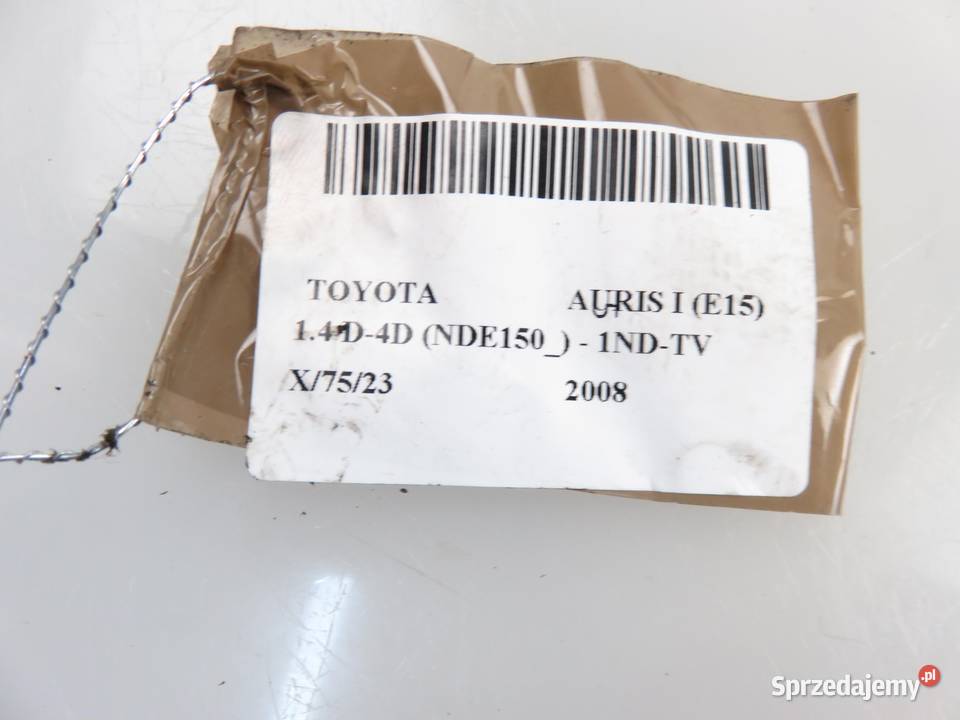 TOYOTA AURIS I (E15)
1.4 D-4D (NDE150_) - 1ND-TV
X/75/23 2008
Sprzedajemy.pl